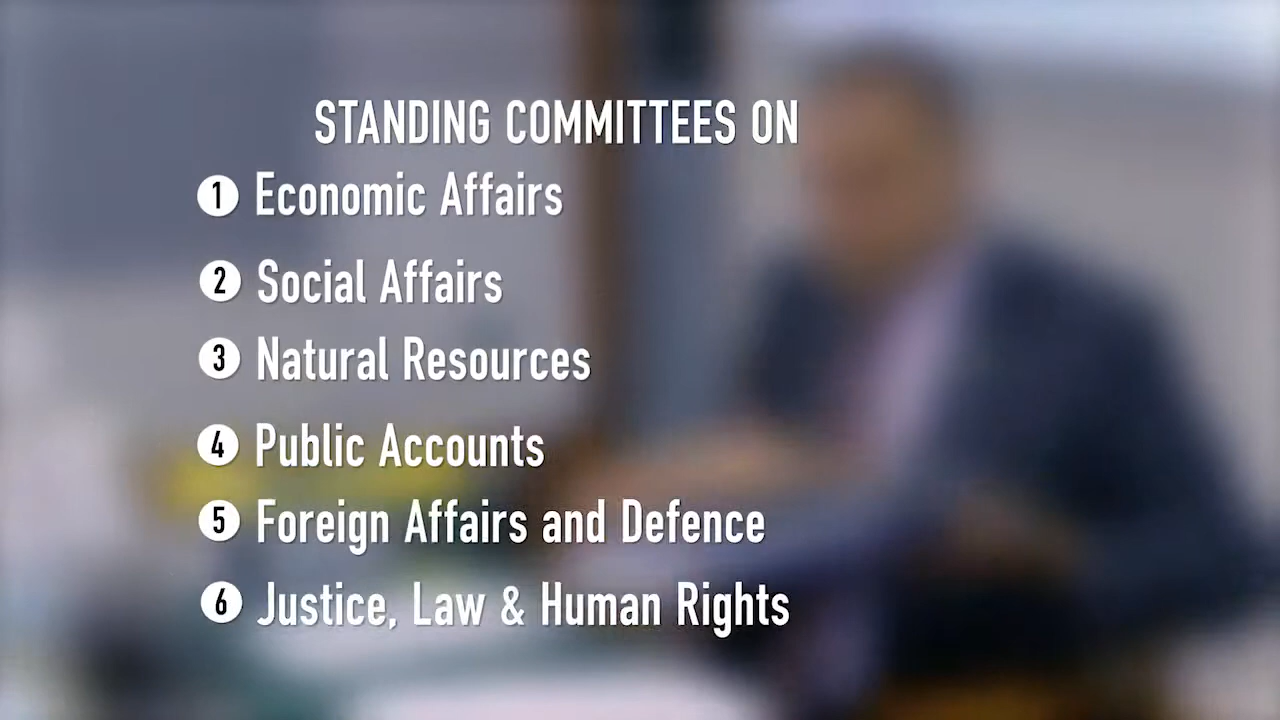 STANDING COMMITTEES ON
1 Economic Affairs
2 Social Affairs
3 Natural Resources
4 Public Accounts
5 Foreign Affairs and Defence
6 Justice, Law & Human Rights